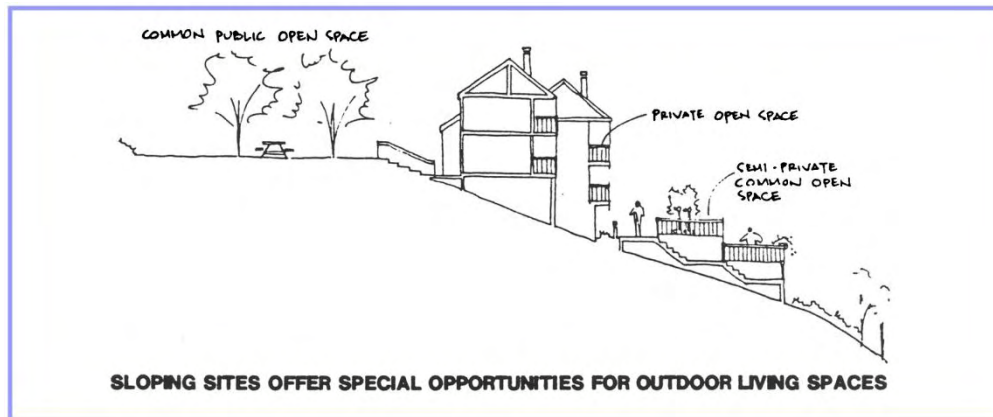 COMMON PUBLIC OPEN SPACE
PRIVATE OPEN SPACE
SEMI-PRIVATE
COMMON OPEN
SPACE
SLOPING SITES OFFER SPECIAL OPPORTUNITIES FOR OUTDOOR LIVING SPACES